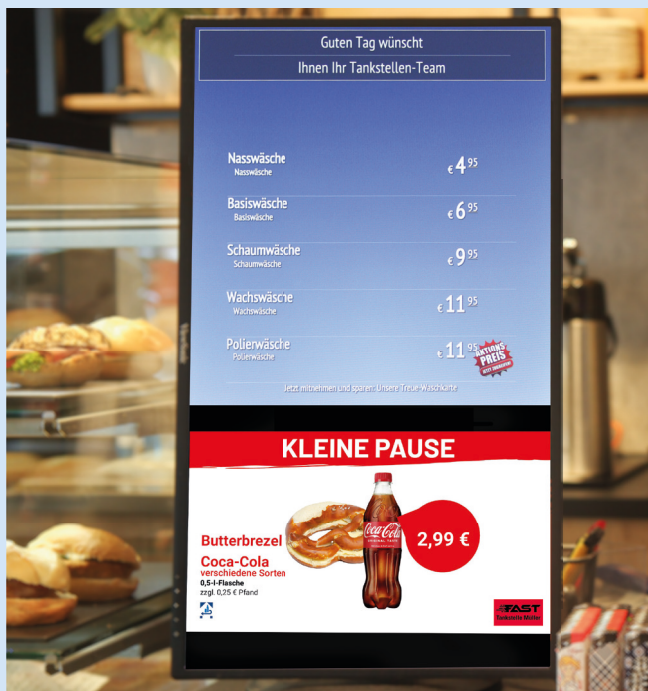 Guten Tag wünscht
Ihnen Ihr Tankstellen-Team
Nasswäsche
Nasswäsche
€ 4 95
Basiswäsche
Basiswäsche
€ 6 95
Schaumwäsche
Schaumwäsche
€ 9 95
Wachswäsche
Wachswäsche
€ 11 95
Polierwäsche
Polierwäsche
€ 11 95
AKTIONS
PREIS
Jetzt mitnehmen und sparen: Unsere Treue-Waschkarte
KLEINE PAUSE
Butterbrezel
Coca-Cola
verschiedene Sorten
0,5-l-Flasche
zzgl. 0,25 € Pfand
Coca-Cola
2,99 €
FAST
Tankstelle Müller